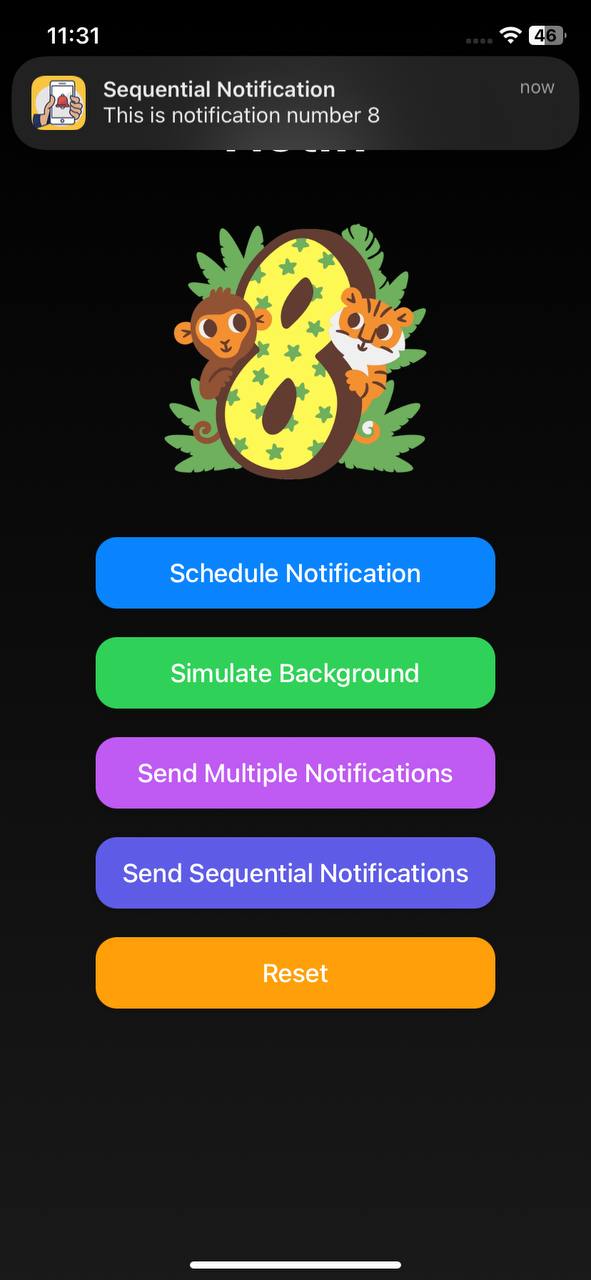 11:31
46
Sequential Notification
now
This is notification number 8
8
Schedule Notification
Simulate Background
Send Multiple Notifications
Send Sequential Notifications
Reset